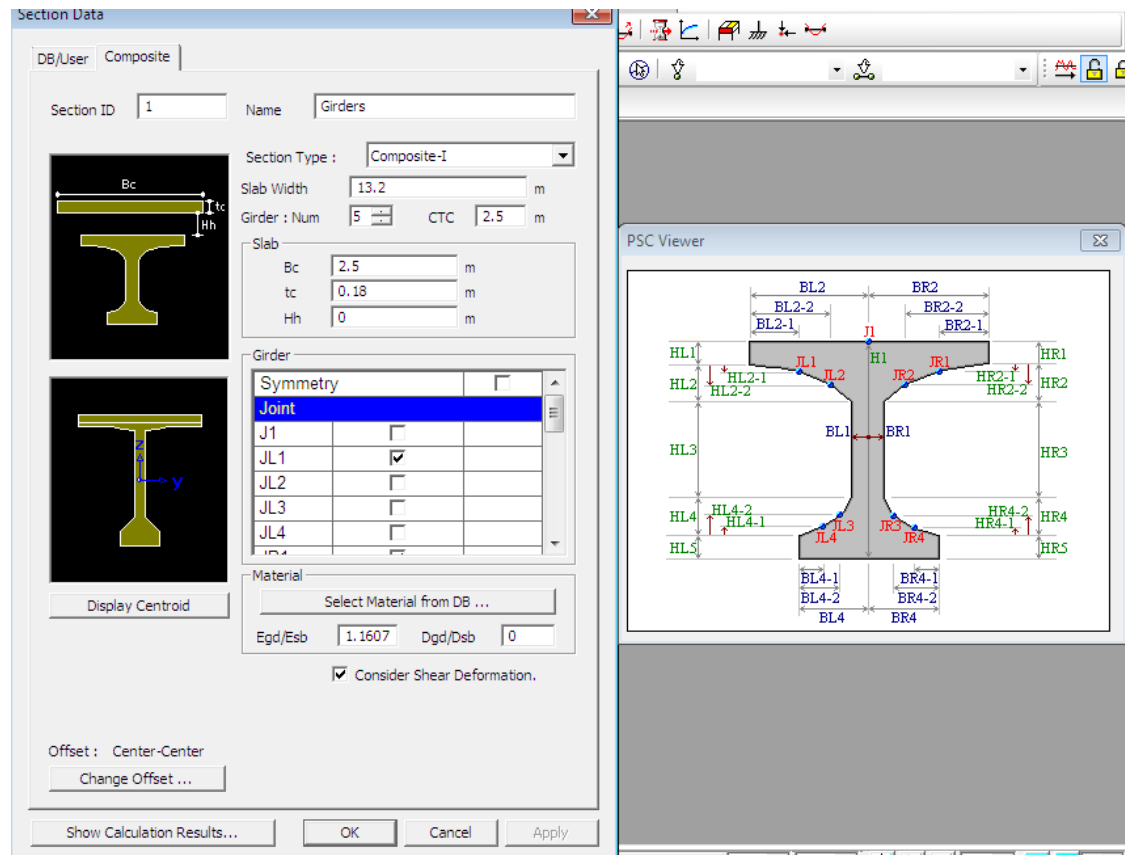 Section Data
DB/User Composite
Section ID 1 Name Girders
Section Type : Composite-I
Slab Width 13.2 m
Girder : Num 5 CTC 2.5 m
Slab
Bc 2.5 m
tc 0.18 m
Hh 0 m
Bc
tc
Hh
Girder
Symmetry
Joint
J1
JL1
JL2
JL3
JL4
JR1
z
y
Display Centroid
Material
Select Material from DB ...
Egd/Esb 1.1607 Dgd/Dsb 0
Consider Shear Deformation.
Offset : Center-Center
Change Offset ...
Show Calculation Results... OK Cancel Apply
PSC Viewer
BL2 BR2
BL2-2 BR2-2
BL2-1 BR2-1
J1
HL1 H1 HR1
JL1 JR1
HL2 HL2-1 JL2 JR2 HR2-1 HR2
HL2-2 HR2-2
BL1 BR1
HL3 HR3
HL4 HL4-2 JL3 JR3 HR4-2 HR4
HL4-1 JL4 JR4 HR4-1
HL5 HR5
BL4-1 BR4-1
BL4-2 BR4-2
BL4 BR4